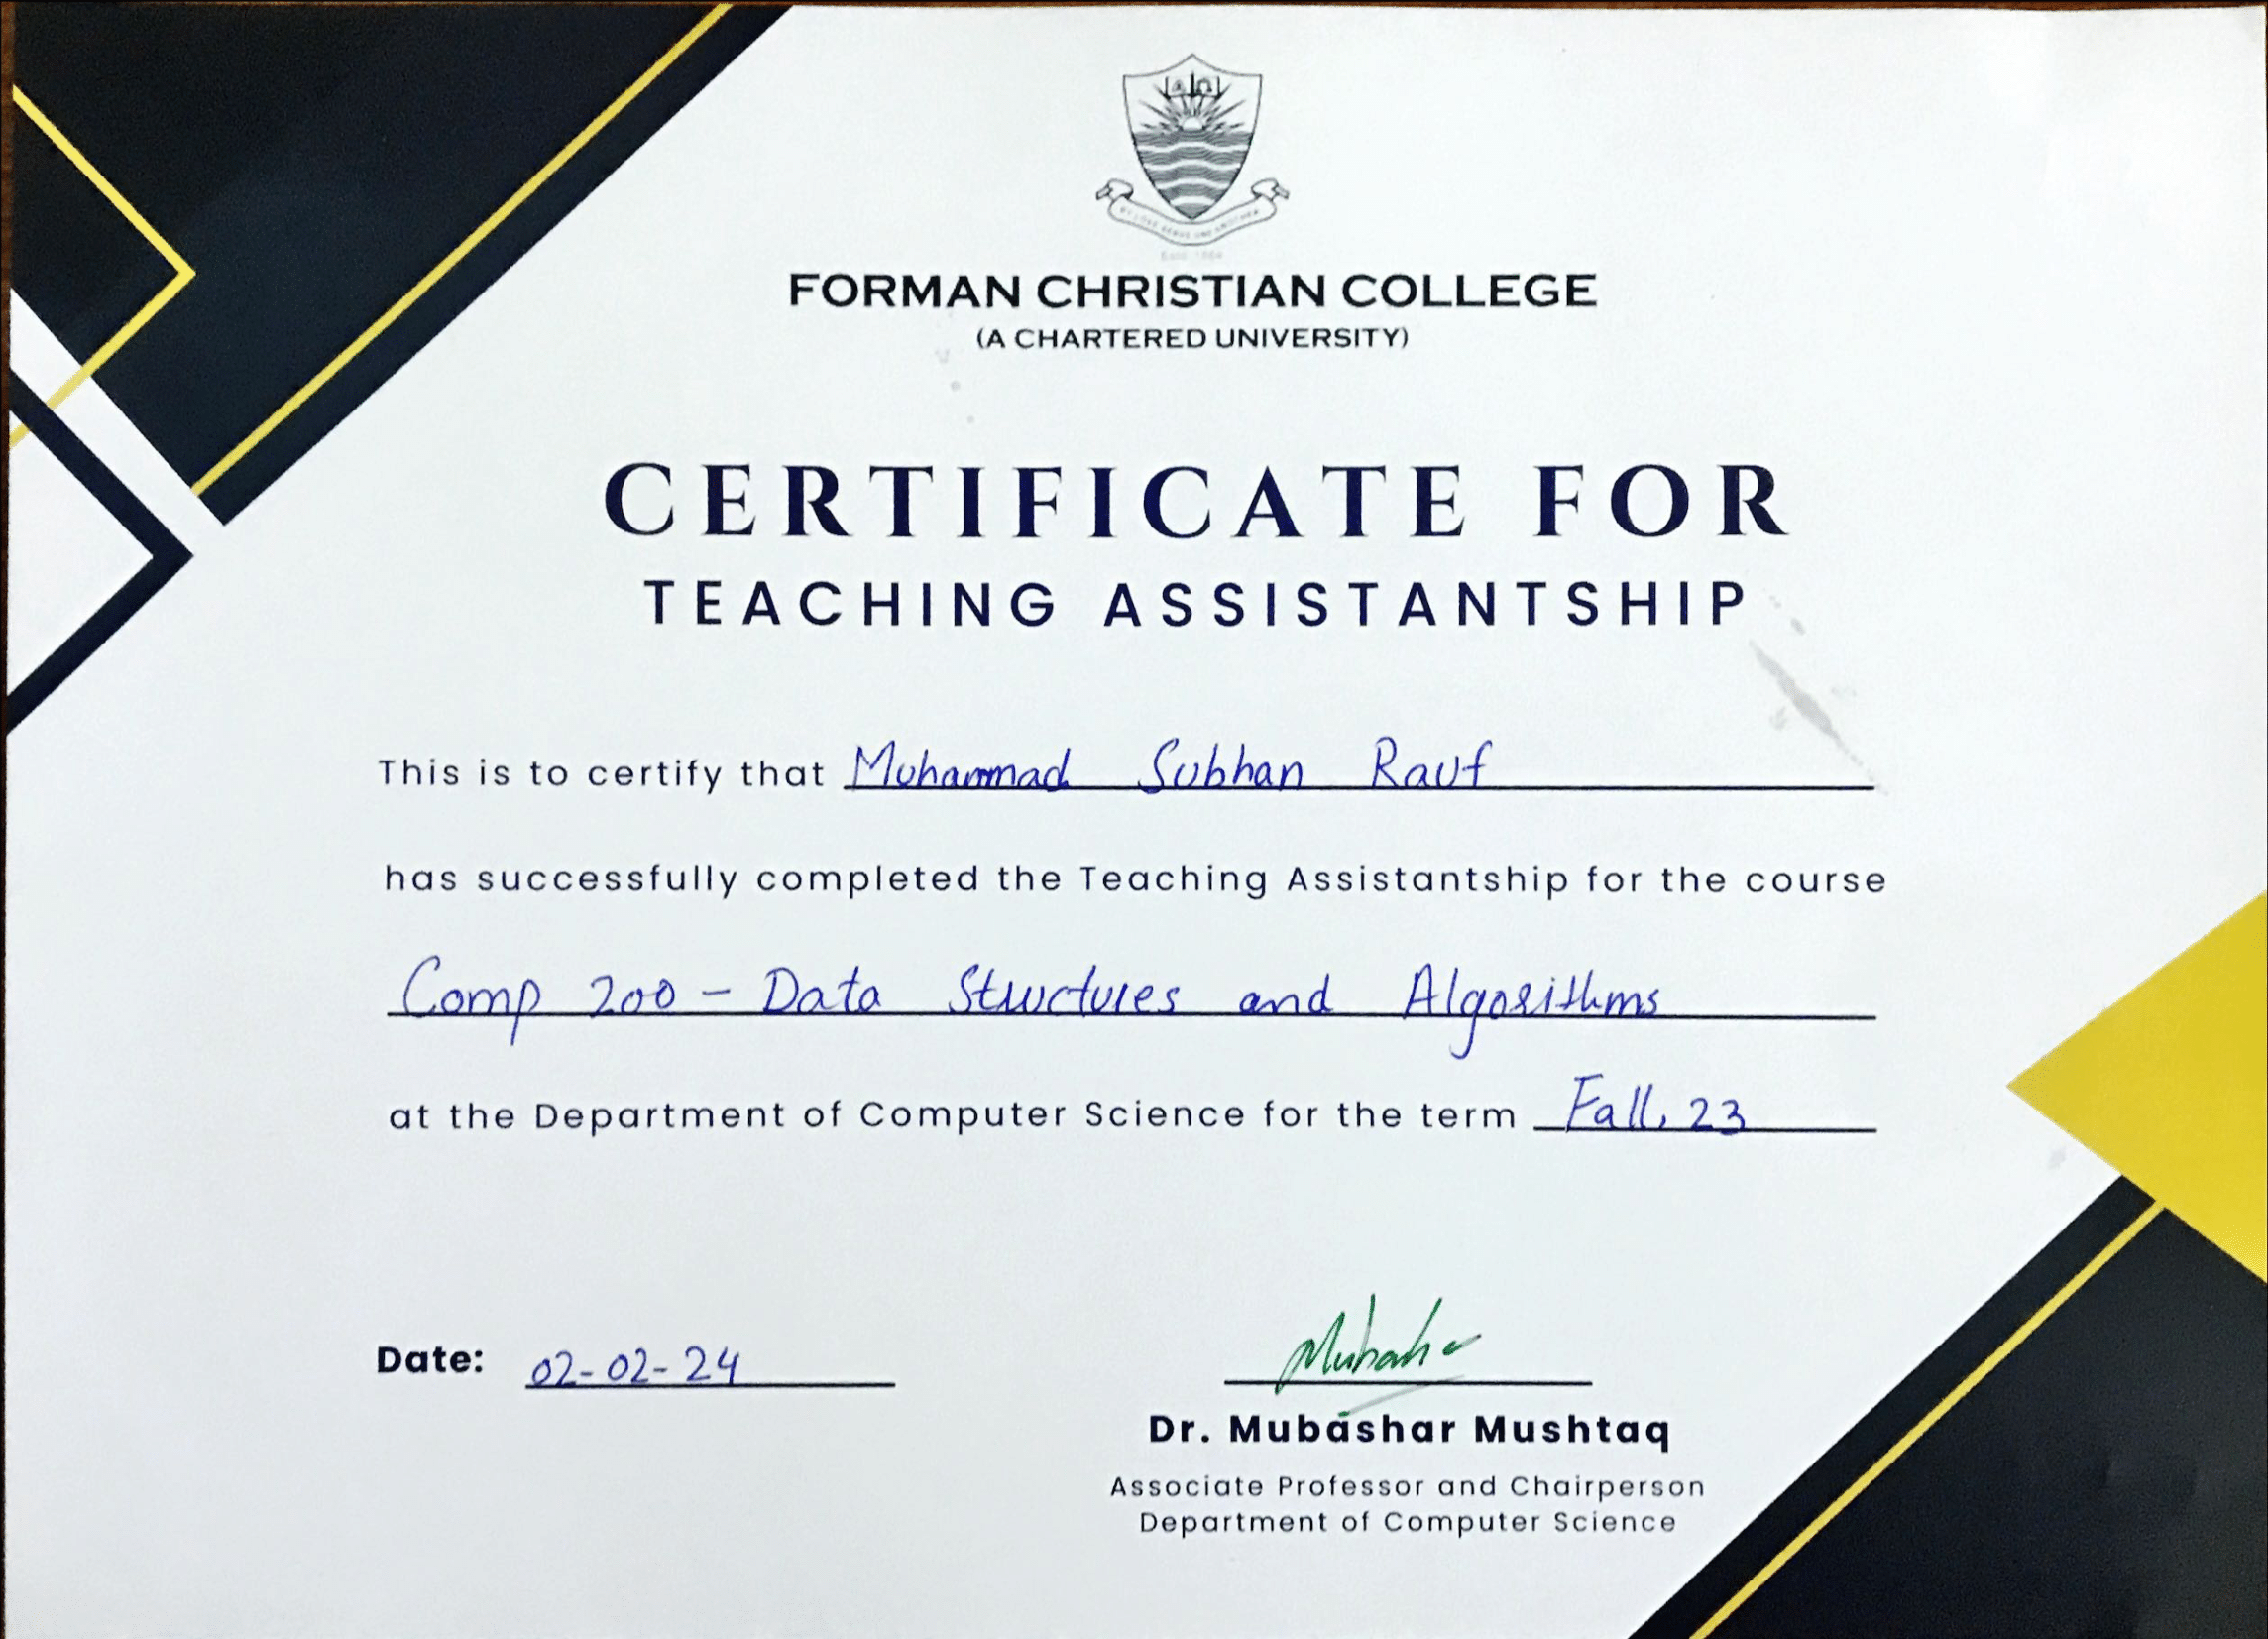 FORMAN CHRISTIAN COLLEGE
(A CHARTERED UNIVERSITY)
CERTIFICATE FOR
TEACHING ASSISTANTSHIP
This is to certify that Muhammad Subhan Rauf
has successfully completed the Teaching Assistantship for the course
Comp 200 - Data Structures and Algorithms
at the Department of Computer Science for the term Fall, 23
Date: 02-02-24
Dr. Mubashar Mushtaq
Associate Professor and Chairperson
Department of Computer Science